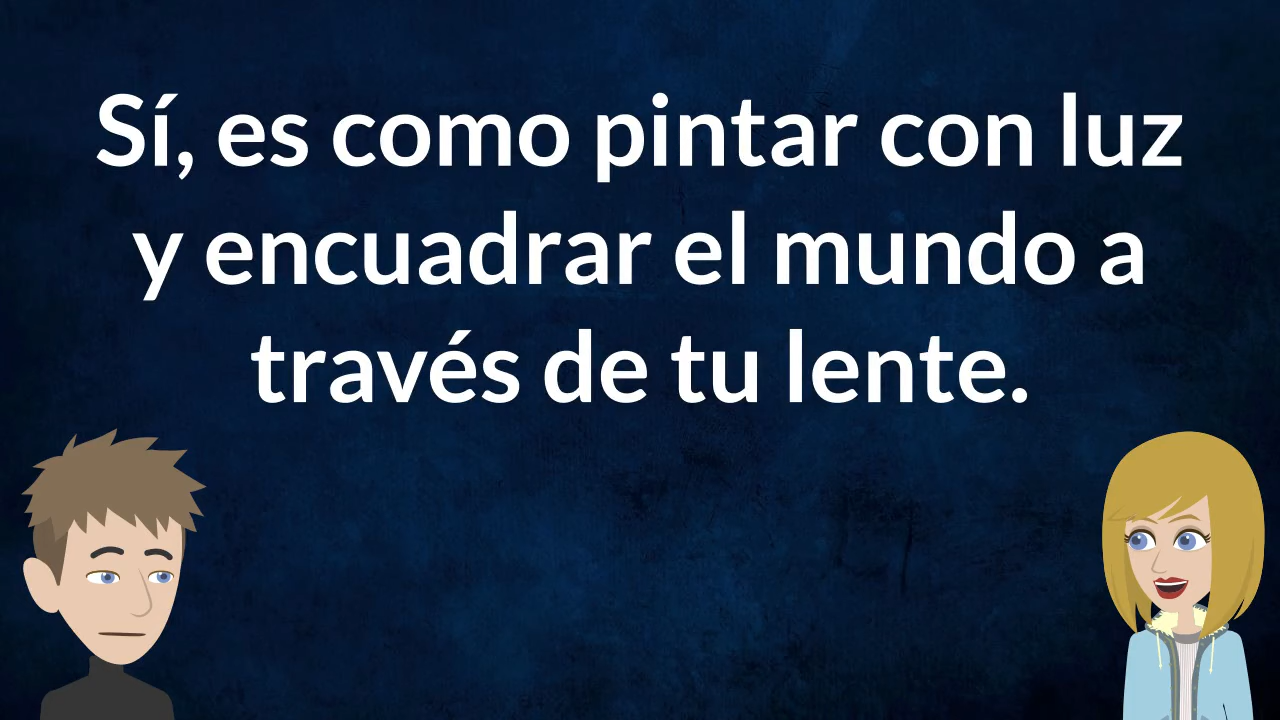 Sí, es como pintar con luz
y encuadrar el mundo a
través de tu lente.